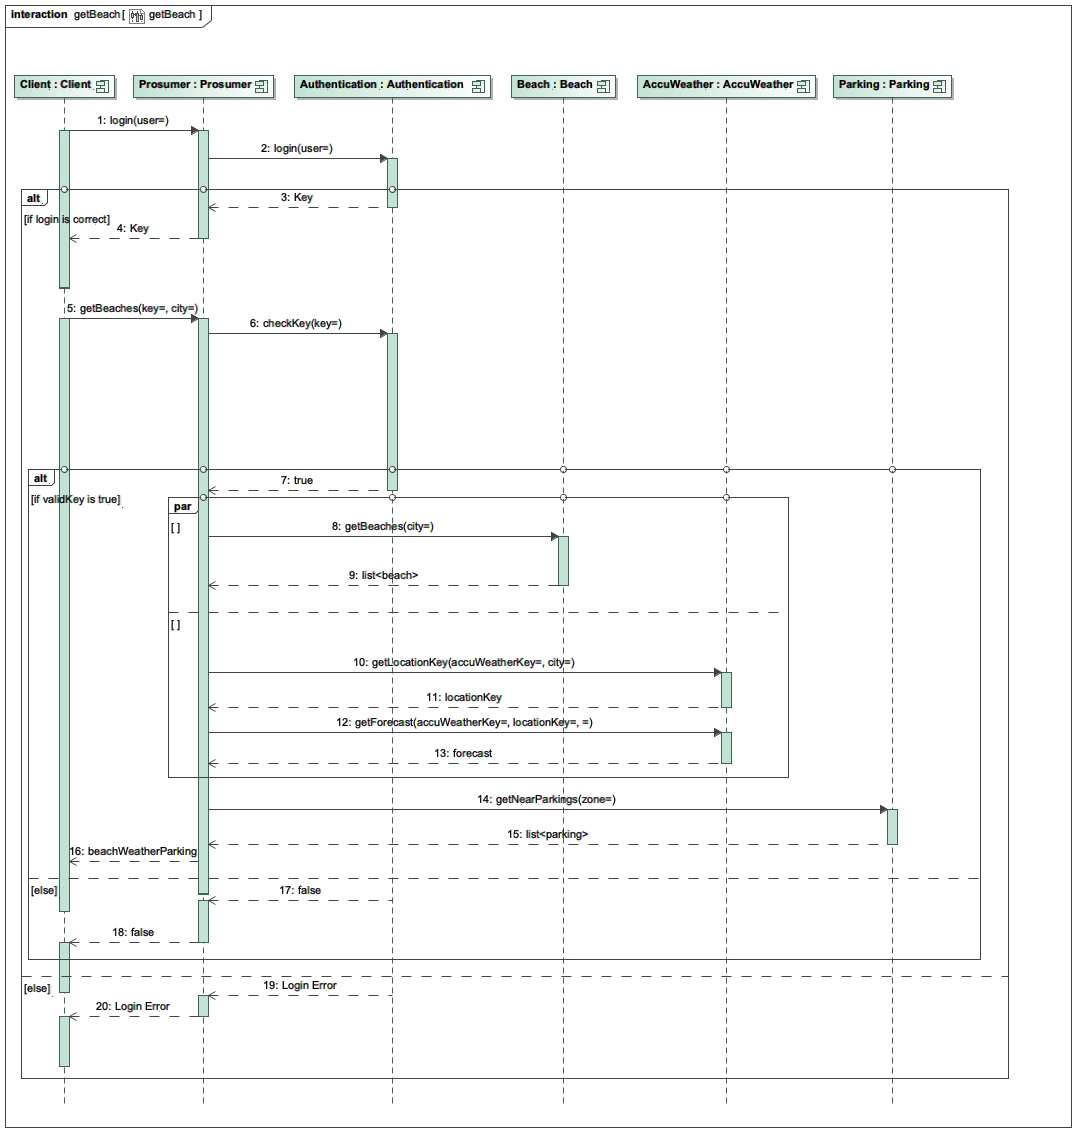 interaction getBeach[ getBeach ]
Client : Client
Prosumer : Prosumer
Authentication : Authentication
Beach : Beach
AccuWeather : AccuWeather
Parking : Parking
1: login(user=)
2: login(user=)
alt
3: Key
[if login is correct]
4: Key
5: getBeaches(key=, city=)
6: checkKey(key=)
alt
7: true
[if validKey is true]
par
[ ]
8: getBeaches(city=)
9: list<beach>
[ ]
10: getLocationKey(accuWeatherKey=, city=)
11: locationKey
12: getForecast(accuWeatherKey=, locationKey=, =)
13: forecast
14: getNearParkings(zone=)
15: list<parking>
16: beachWeatherParking
[else]
17: false
18: false
[else]
19: Login Error
20: Login Error